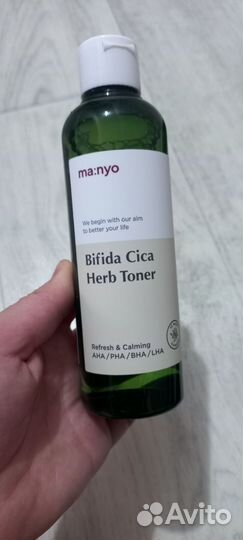 ma:nyo
We begin with our aim
to better your life
Bifida Cica
Herb Toner
Refresh & Calming
AHA/PHA/BHA/LHA
Avito